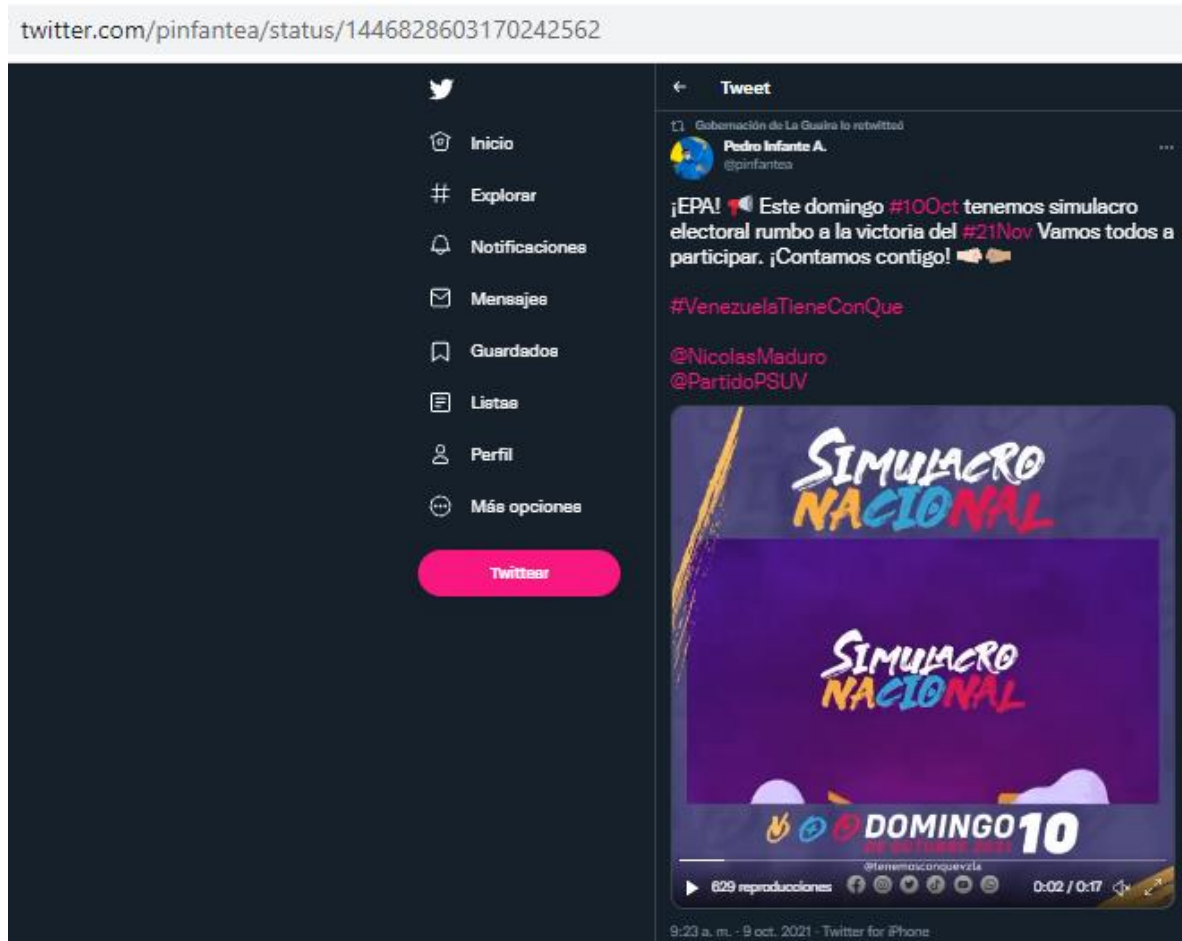 twitter.com/pinfantea/status/1446828603170242562
Inicio
Explorar
Notificaciones
Mensajes
Guardados
Listas
Perfil
Más opciones
Twittear
Tweet
Gobernación de La Guaira lo retwitteó
Pedro Infante A.
@pinfantea
¡EPA! Este domingo #10Oct tenemos simulacro
electoral rumbo a la victoria del #21Nov Vamos todos a
participar. ¡Contamos contigo!
#VenezuelaTieneConQue
@NicolasMaduro
@PartidoPSUV
SIMULACRO
NACIONAL
SIMULACRO
NACIONAL
DOMINGO 10
DE OCTUBRE 2021
@tenemosconquevzla
629 reproducciones
0:02 / 0:17
9:23 a. m. · 9 oct. 2021 · Twitter for iPhone